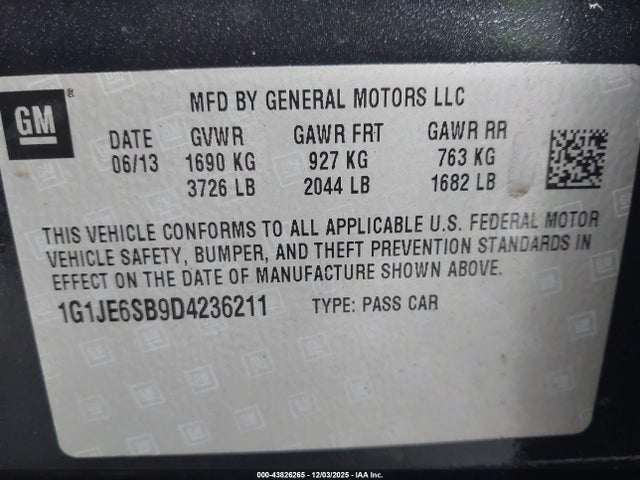 MFD BY GENERAL MOTORS LLC
GM®
DATE GVWR GAWR FRT GAWR RR
06/13 1690 KG 927 KG 763 KG
3726 LB 2044 LB 1682 LB
THIS VEHICLE CONFORMS TO ALL APPLICABLE U.S. FEDERAL MOTOR
VEHICLE SAFETY, BUMPER, AND THEFT PREVENTION STANDARDS IN
EFFECT ON THE DATE OF MANUFACTURE SHOWN ABOVE.
1G1JE6SB9D4236211 TYPE: PASS CAR
000-43826265 - 12/03/2025 - IAA Inc.